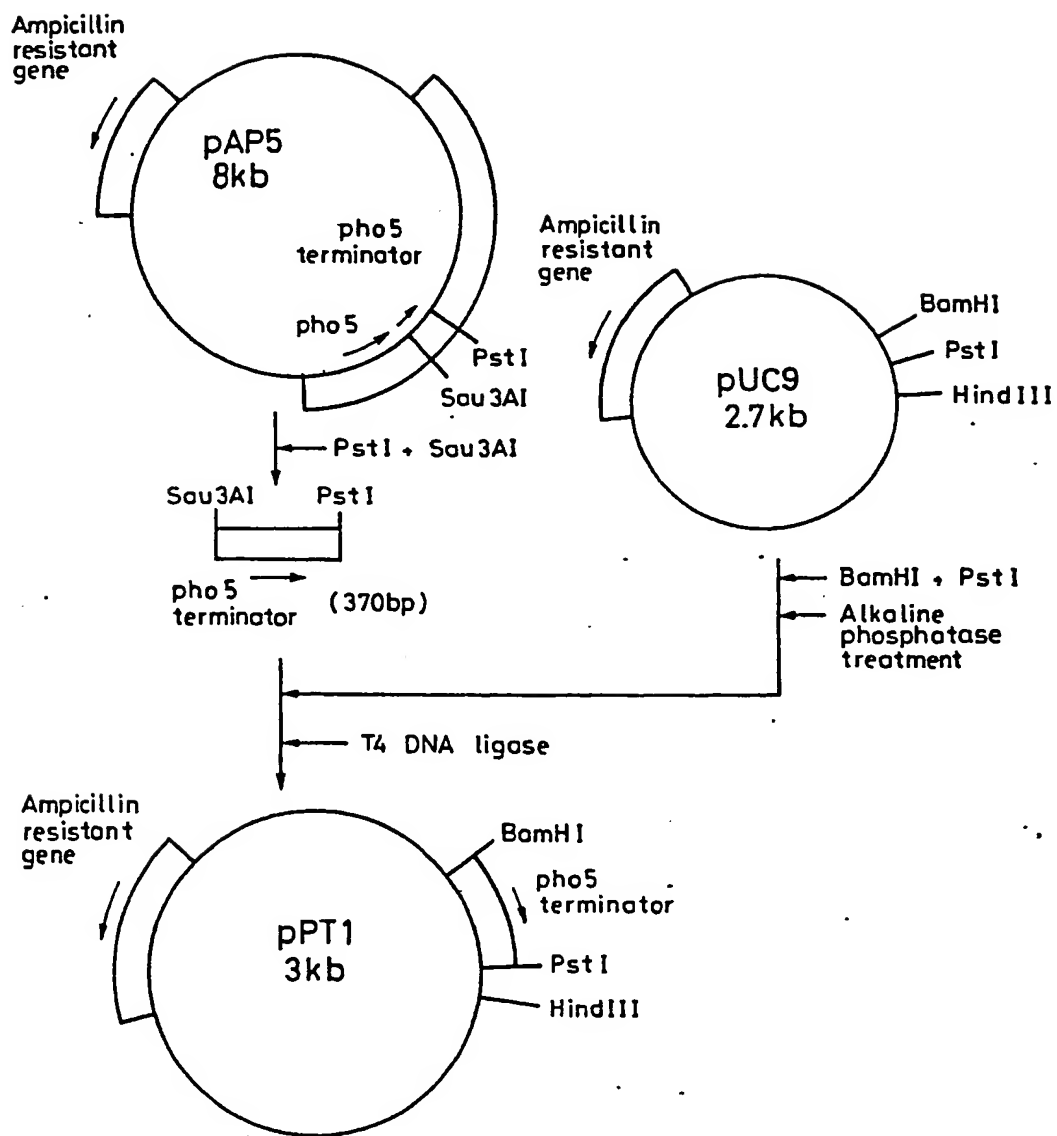 Ampicillin
resistant
gene
pAP5
8kb
pho5
terminator
pho5
PstI
Sau3AI
PstI + Sau3AI
Sau3AI PstI
pho5
terminator
(370bp)
Ampicillin
resistant
gene
BamHI
PstI
HindIII
pUC9
2.7kb
BamHI + PstI
Alkaline
phosphatase
treatment
T4 DNA ligase
Ampicillin
resistant
gene
BamHI
pho5
terminator
pPT1
3kb
PstI
HindIII